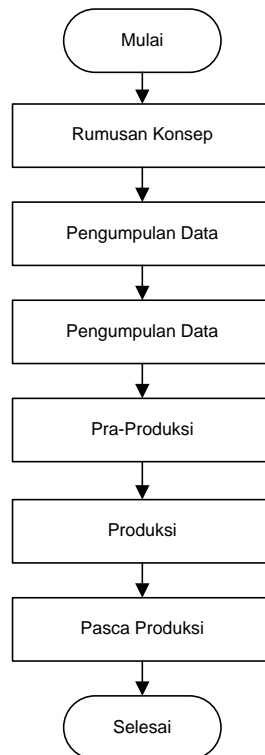 Mulai
Rumusan Konsep
Pengumpulan Data
Pengumpulan Data
Pra-Produksi
Produksi
Pasca Produksi
Selesai